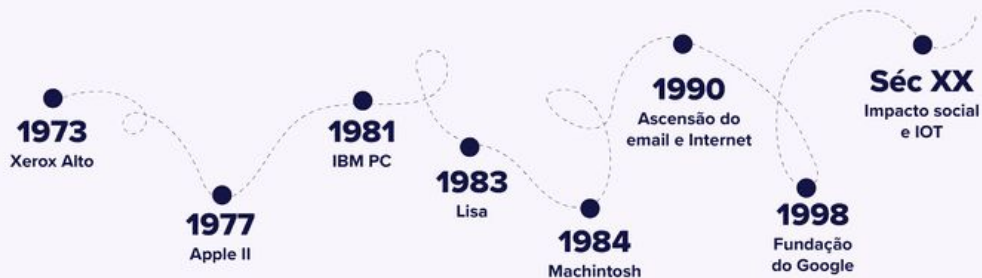 1973
Xerox Alto
1977
Apple II
1981
IBM PC
1983
Lisa
1984
Machintosh
1990
Ascensão do
email e Internet
1998
Fundação
do Google
Séc XX
Impacto social
e IOT